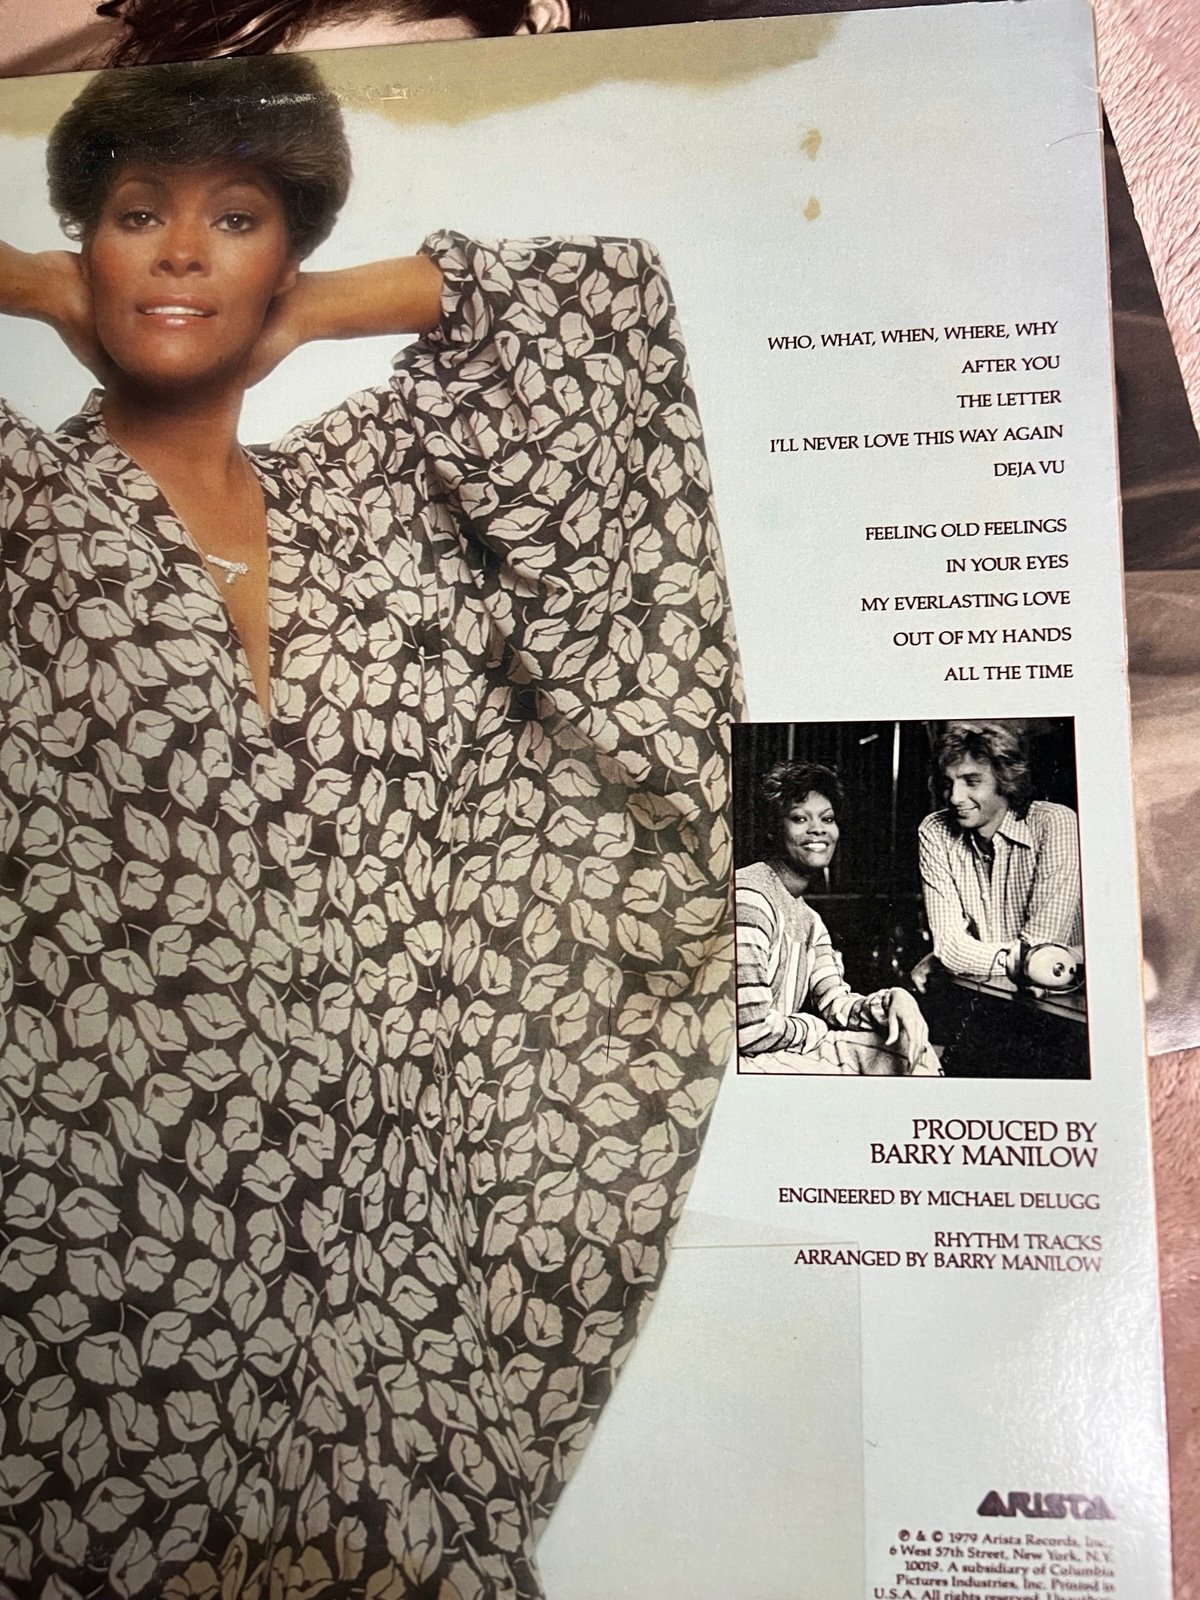 WHO, WHAT, WHEN, WHERE, WHY
AFTER YOU
THE LETTER
I'LL NEVER LOVE THIS WAY AGAIN
DEJA VU
FEELING OLD FEELINGS
IN YOUR EYES
MY EVERLASTING LOVE
OUT OF MY HANDS
ALL THE TIME
PRODUCED BY
BARRY MANILOW
ENGINEERED BY MICHAEL DELUGG
RHYTHM TRACKS
ARRANGED BY BARRY MANILOW
ARISTA
℗ & © 1979 Arista Records, Inc.,
6 West 57th Street, New York, N.Y.
10019. A subsidiary of Columbia
Pictures Industries, Inc. Printed in
U.S.A. All rights reserved.